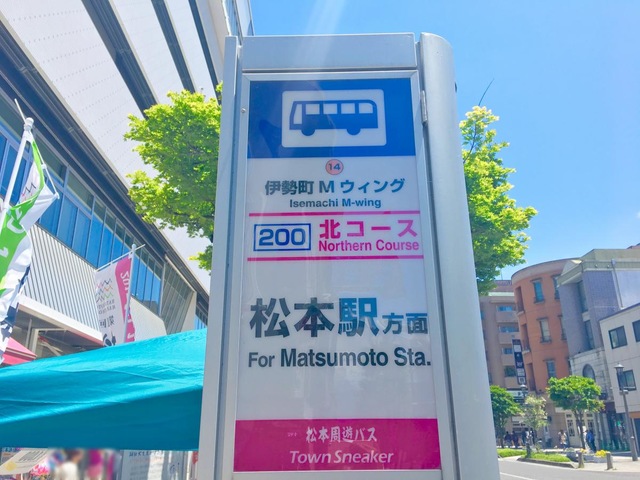 14
伊勢町Mウィング
Isemachi M-wing
200 北コース
Northern Course
松本駅方面
For Matsumoto Sta.
松本周遊バス
Town Sneaker